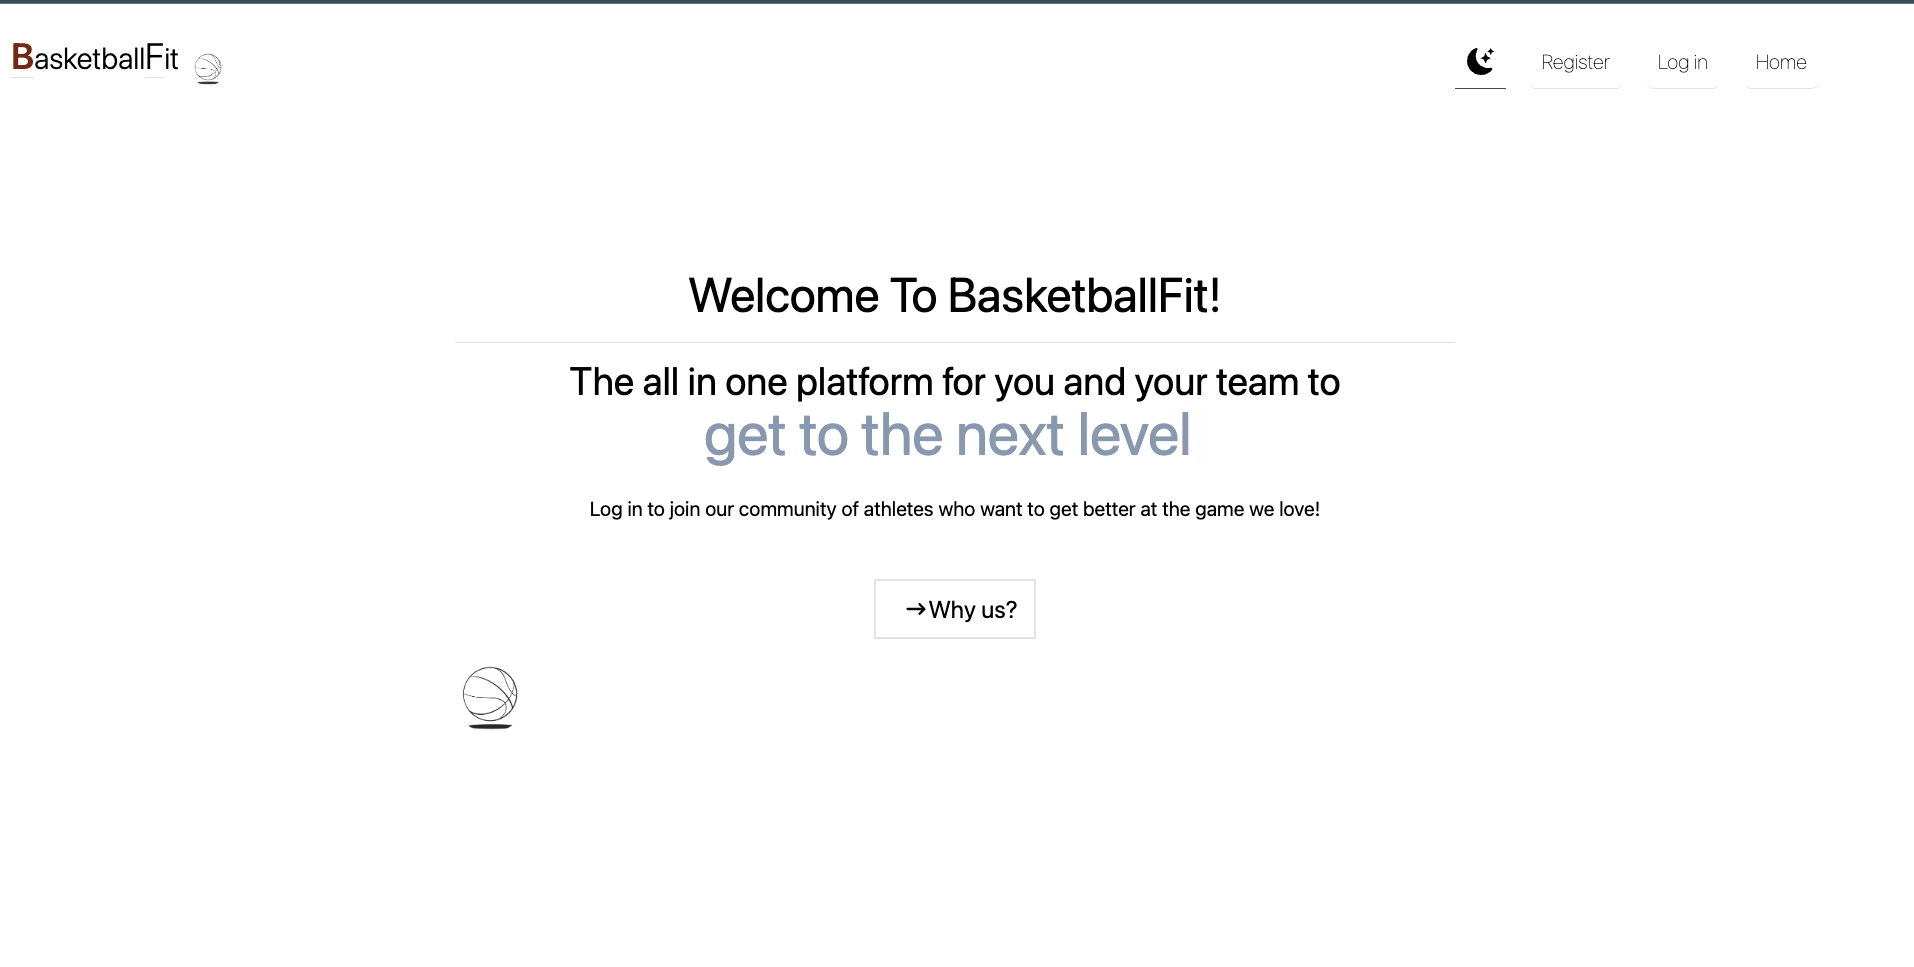 BasketballFit
Register
Log in
Home
Welcome To BasketballFit!
The all in one platform for you and your team to
get to the next level
Log in to join our community of athletes who want to get better at the game we love!
→Why us?